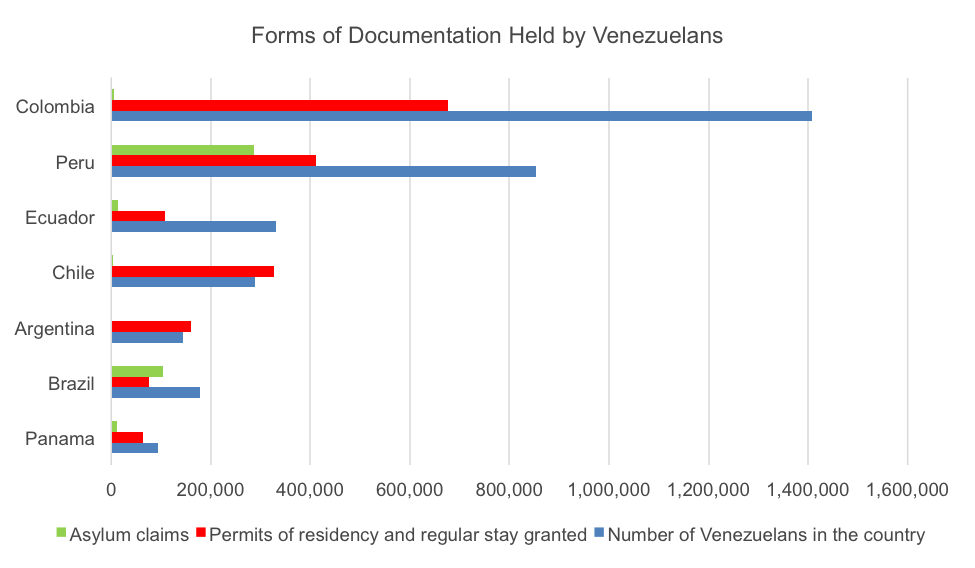 Forms of Documentation Held by Venezuelans
Colombia
Peru
Ecuador
Chile
Argentina
Brazil
Panama
0 200,000 400,000 600,000 800,000 1,000,000 1,200,000 1,400,000 1,600,000
Asylum claims Permits of residency and regular stay granted Number of Venezuelans in the country